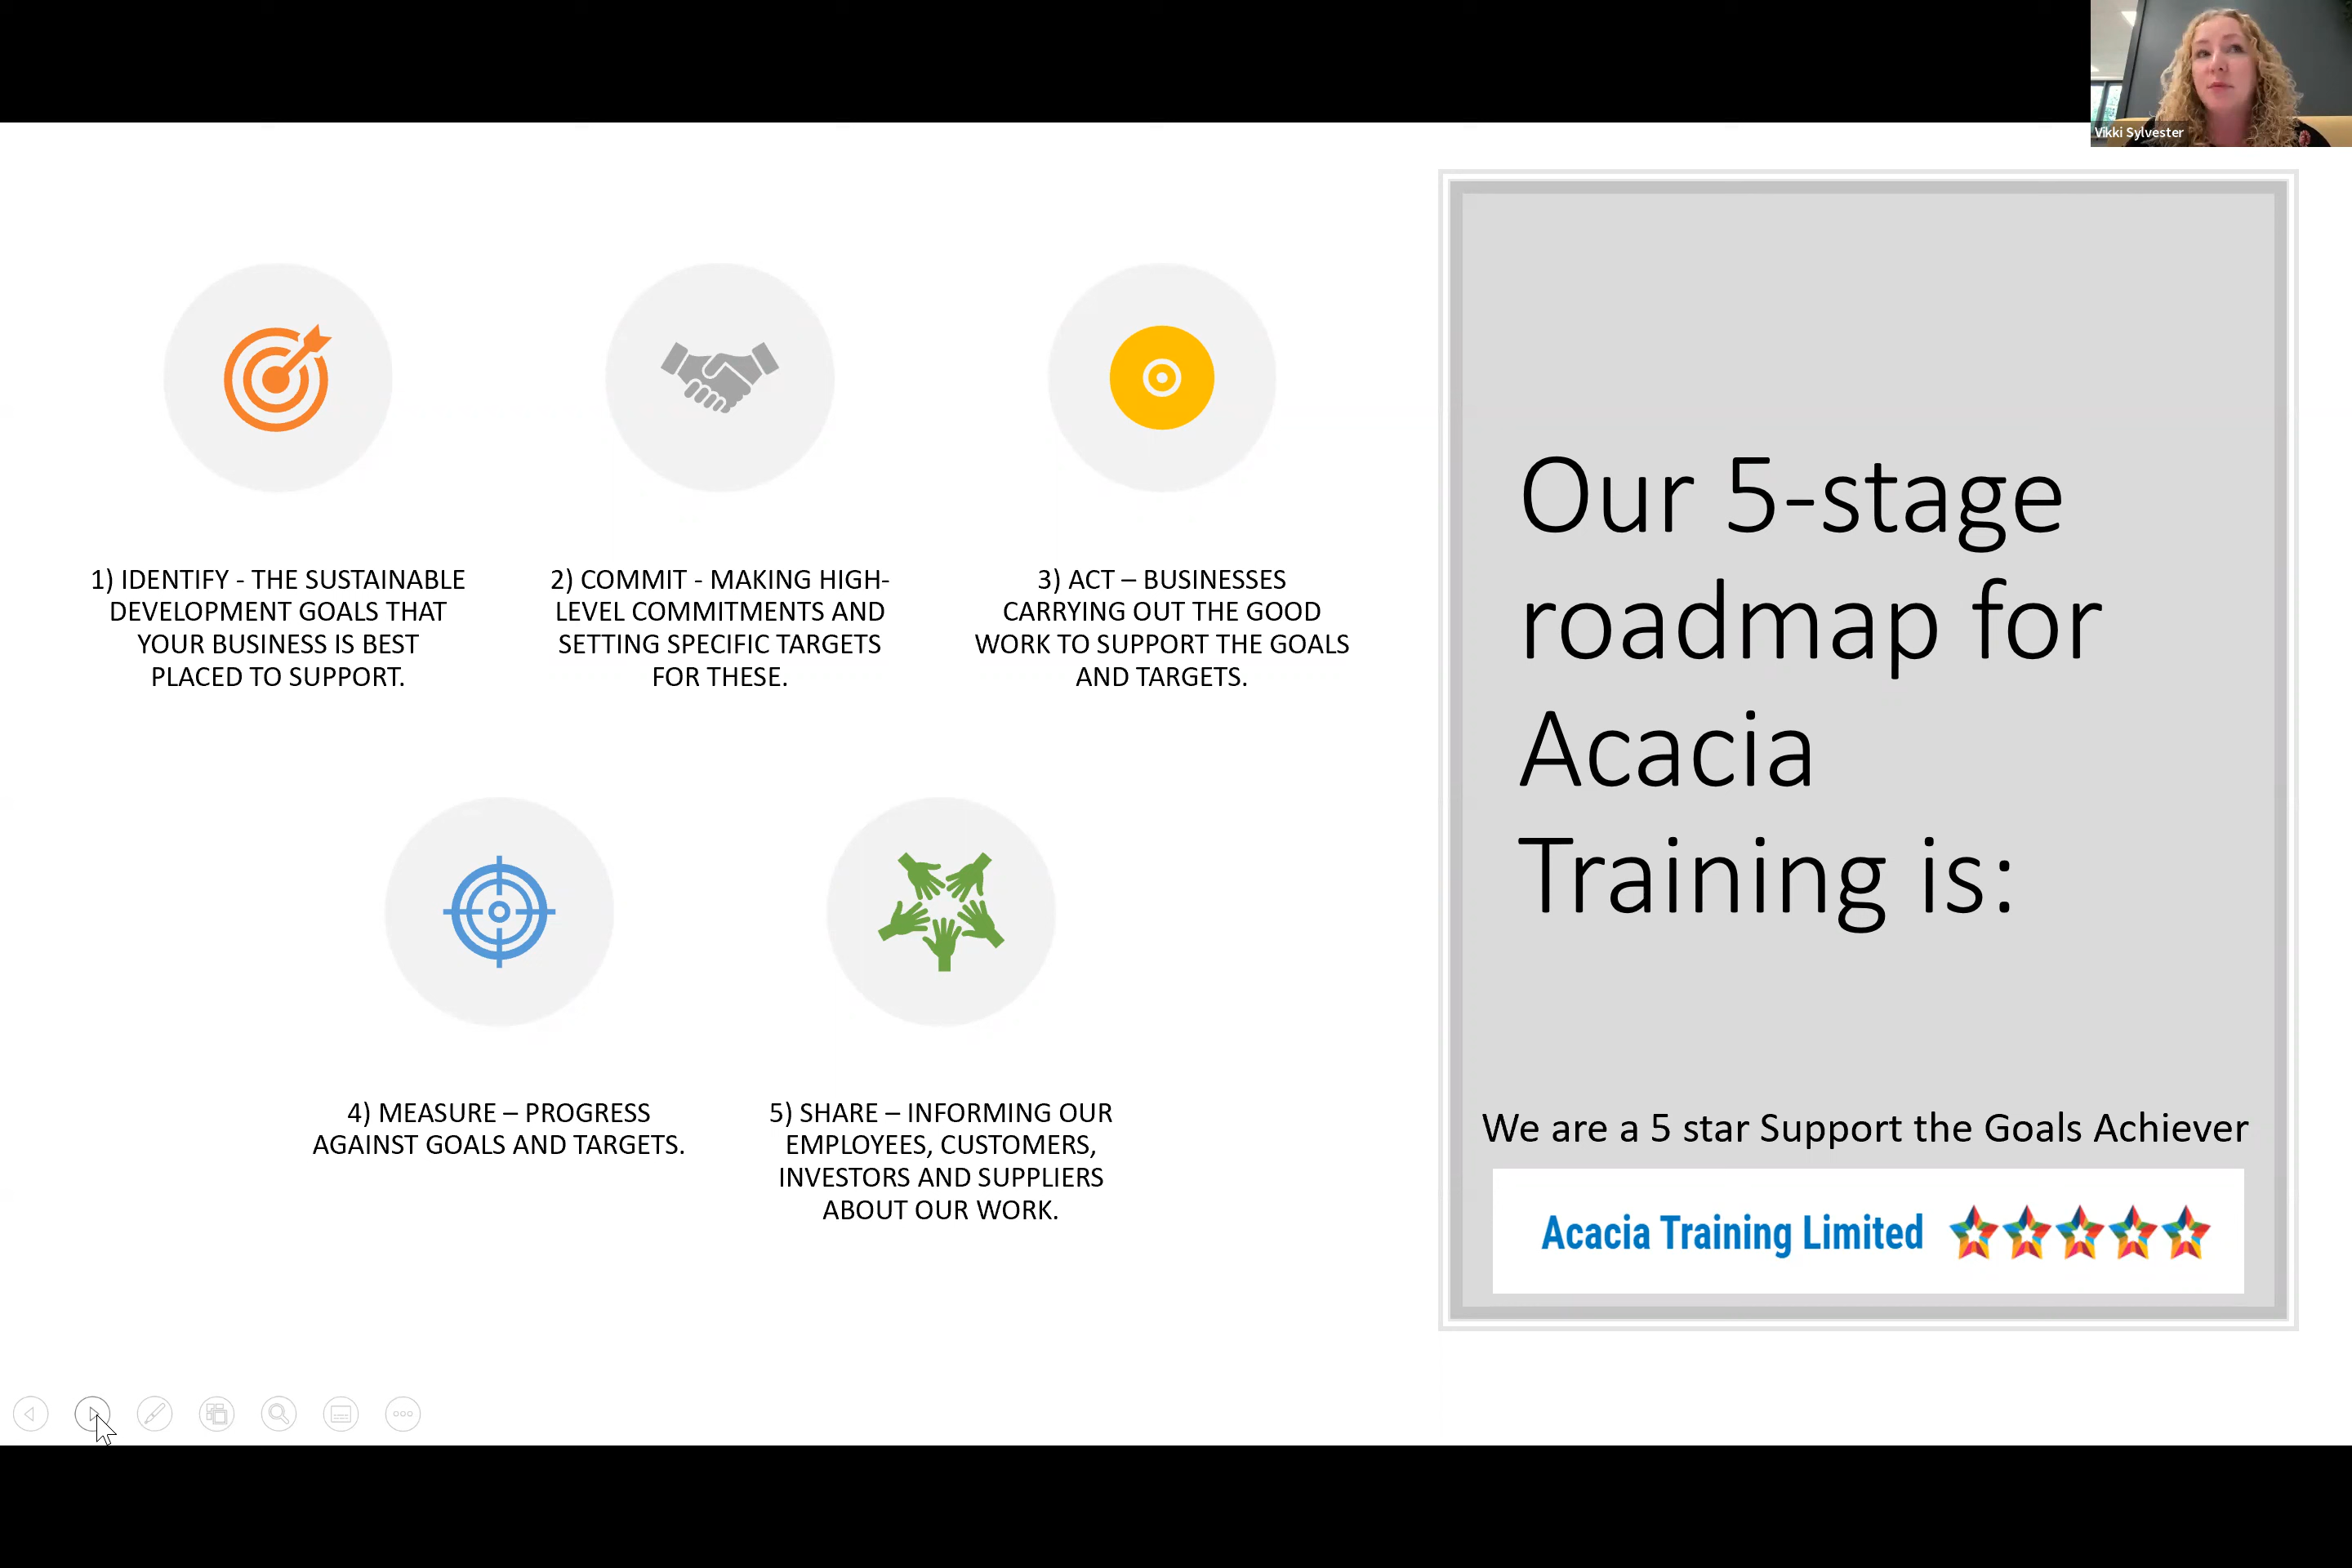 Vikki Sylvester
1) IDENTIFY - THE SUSTAINABLE
DEVELOPMENT GOALS THAT
YOUR BUSINESS IS BEST
PLACED TO SUPPORT.
2) COMMIT - MAKING HIGH-
LEVEL COMMITMENTS AND
SETTING SPECIFIC TARGETS
FOR THESE.
3) ACT – BUSINESSES
CARRYING OUT THE GOOD
WORK TO SUPPORT THE GOALS
AND TARGETS.
4) MEASURE – PROGRESS
AGAINST GOALS AND TARGETS.
5) SHARE – INFORMING OUR
EMPLOYEES, CUSTOMERS,
INVESTORS AND SUPPLIERS
ABOUT OUR WORK.
Our 5-stage
roadmap for
Acacia
Training is:
We are a 5 star Support the Goals Achiever
Acacia Training Limited